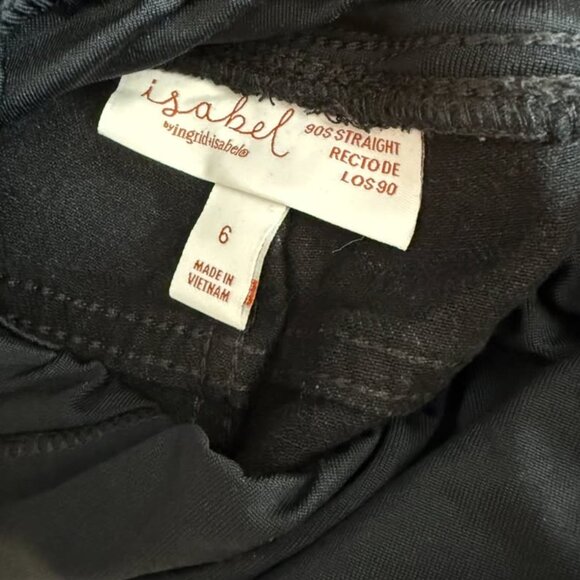 isabel
by ingrid+isabel®
90S STRAIGHT
RECTO DE
LOS 90
6
MADE IN
VIETNAM